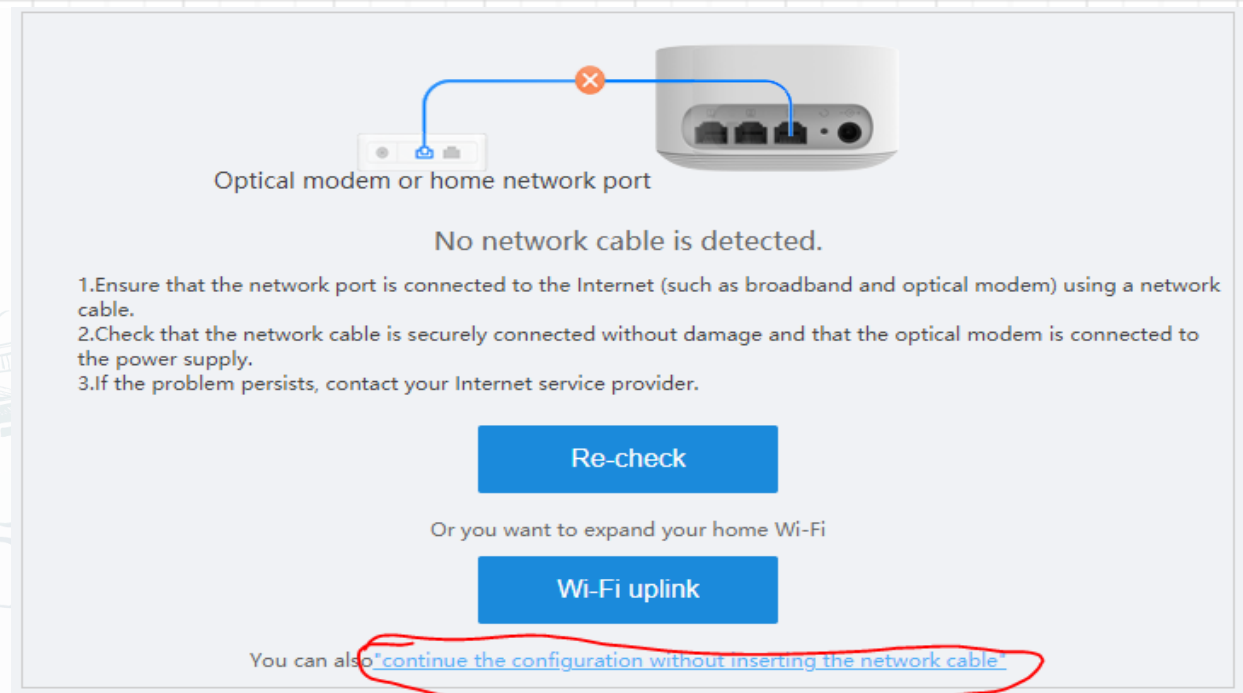 Optical modem or home network port
No network cable is detected.
1.Ensure that the network port is connected to the Internet (such as broadband and optical modem) using a network
cable.
2.Check that the network cable is securely connected without damage and that the optical modem is connected to
the power supply.
3.If the problem persists, contact your Internet service provider.
Re-check
Or you want to expand your home Wi-Fi
Wi-Fi uplink
You can also"continue the configuration without inserting the network cable"